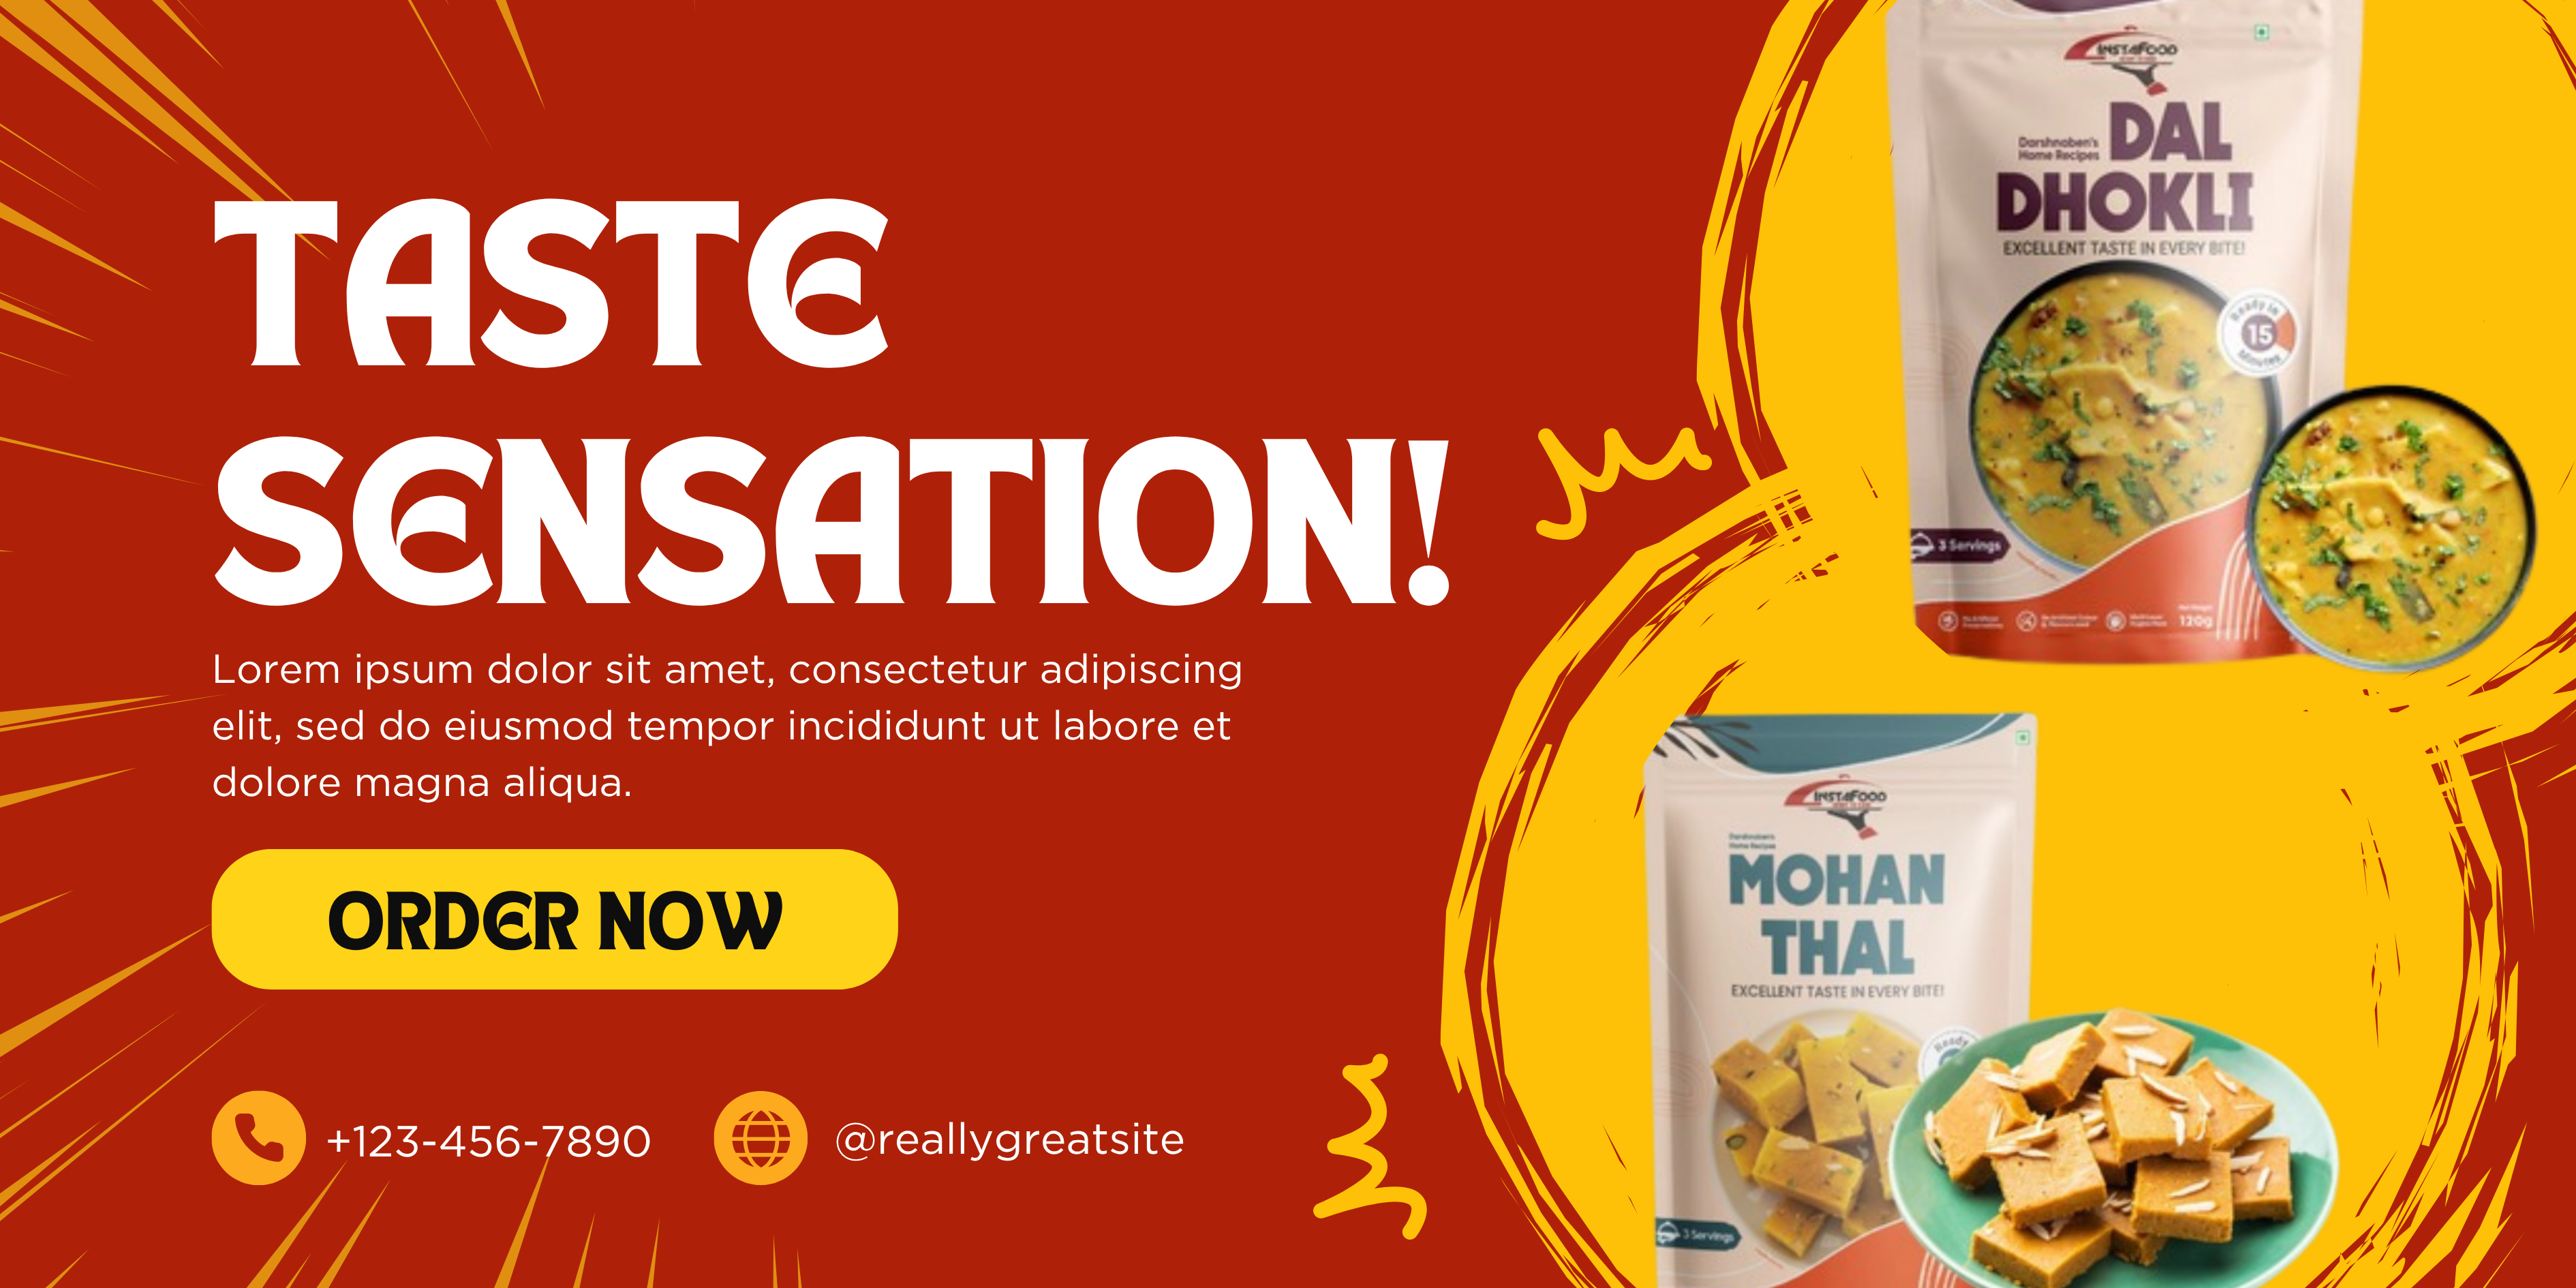 TASTE
SENSATION!
Lorem ipsum dolor sit amet, consectetur adipiscing
elit, sed do eiusmod tempor incididunt ut labore et
dolore magna aliqua.
ORDER NOW
+123-456-7890
@reallygreatsite
INSTAFOOD
Darshnaben's
Home Recipes
DAL
DHOKLI
EXCELLENT TASTE IN EVERY BITE!
Ready In
15
Minutes
3 Servings
120g
INSTAFOOD
Darshnaben's
Home Recipes
MOHAN
THAL
EXCELLENT TASTE IN EVERY BITE!
Ready
3 Servings